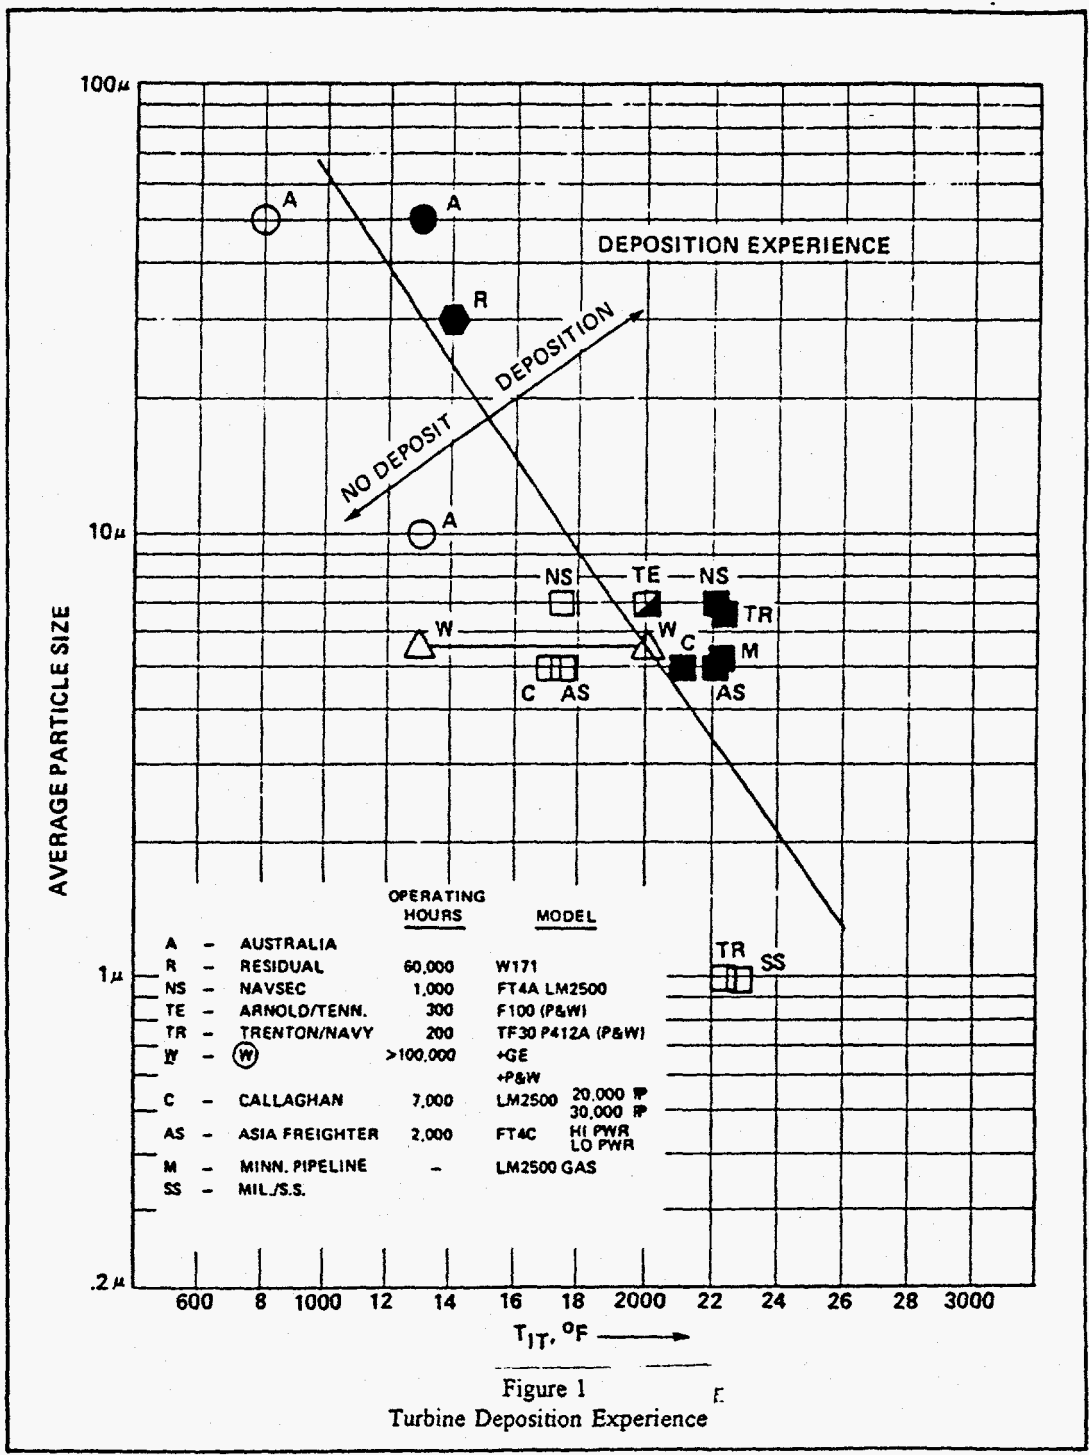 100μ
A
A
DEPOSITION EXPERIENCE
R
DEPOSITION
NO DEPOSIT
A
10μ
NS TE NS
TR
W W
C
M
C AS AS
AVERAGE PARTICLE SIZE
OPERATING
HOURS MODEL
A – AUSTRALIA
R – RESIDUAL 60,000 W171
NS – NAVSEC 1,000 FT4A LM2500
TE – ARNOLD/TENN. 300 F100 (P&W)
TR – TRENTON/NAVY 200 TF30 P412A (P&W)
W – W >100,000 +GE
+P&W
C – CALLAGHAN 7,000 LM2500 20,000 HP
30,000 HP
AS – ASIA FREIGHTER 2,000 FT4C HI PWR
LO PWR
M – MINN. PIPELINE – LM2500 GAS
SS – MIL./S.S.
TR SS
1μ
.2μ
600 8 1000 12 14 16 18 2000 22 24 26 28 3000
TIT, °F
Figure 1
Turbine Deposition Experience